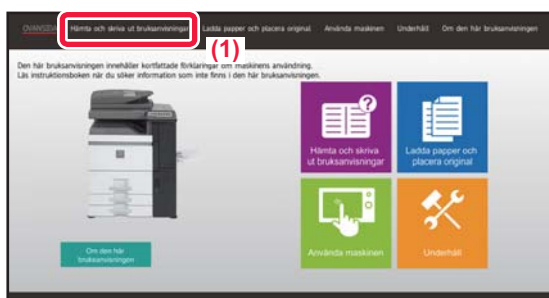 OVANSIDA Hämta och skriva ut bruksanvisningar Ladda papper och placera original Använda maskinen Underhåll Om den här bruksanvisningen
(1)
Den här bruksanvisningen innehåller kortfattade förklaringar om maskinens användning.
Läs instruktionsboken när du söker information som inte finns i den här bruksanvisningen.
Hämta och skriva
ut bruksanvisningar
Ladda papper och
placera original
Använda maskinen
Underhåll
Om den här
bruksanvisningen